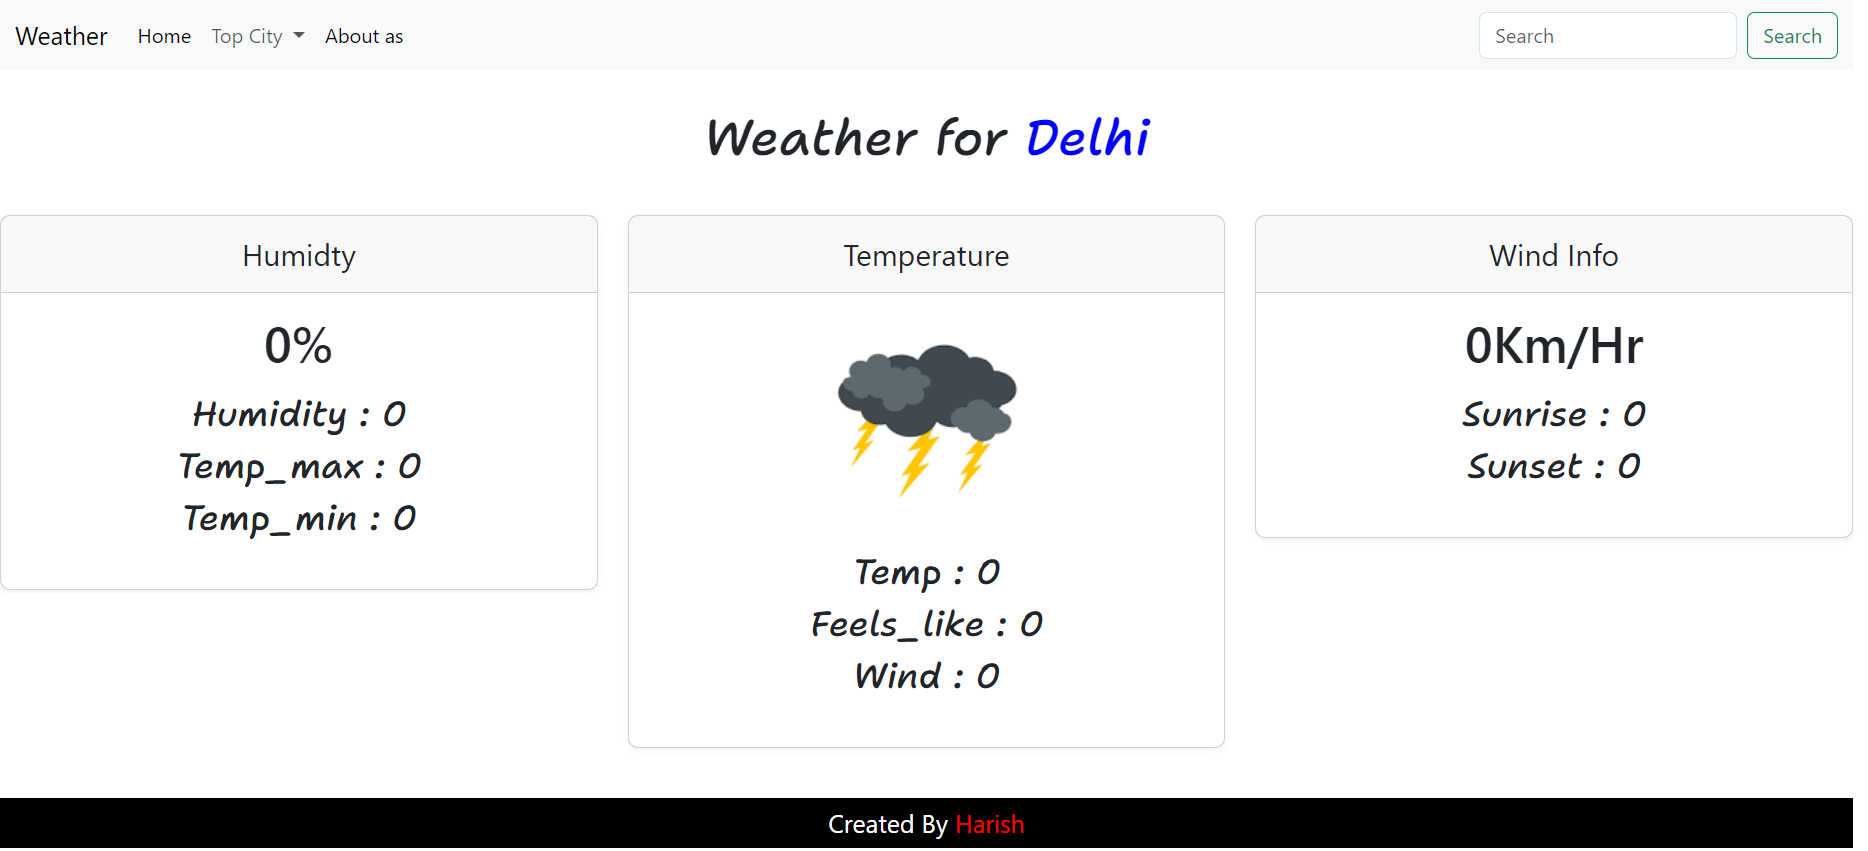 Weather Home Top City About as Search Search
Weather for Delhi
Humidty
0%
Humidity : 0
Temp_max : 0
Temp_min : 0
Temperature
Temp : 0
Feels_like : 0
Wind : 0
Wind Info
0Km/Hr
Sunrise : 0
Sunset : 0
Created By Harish